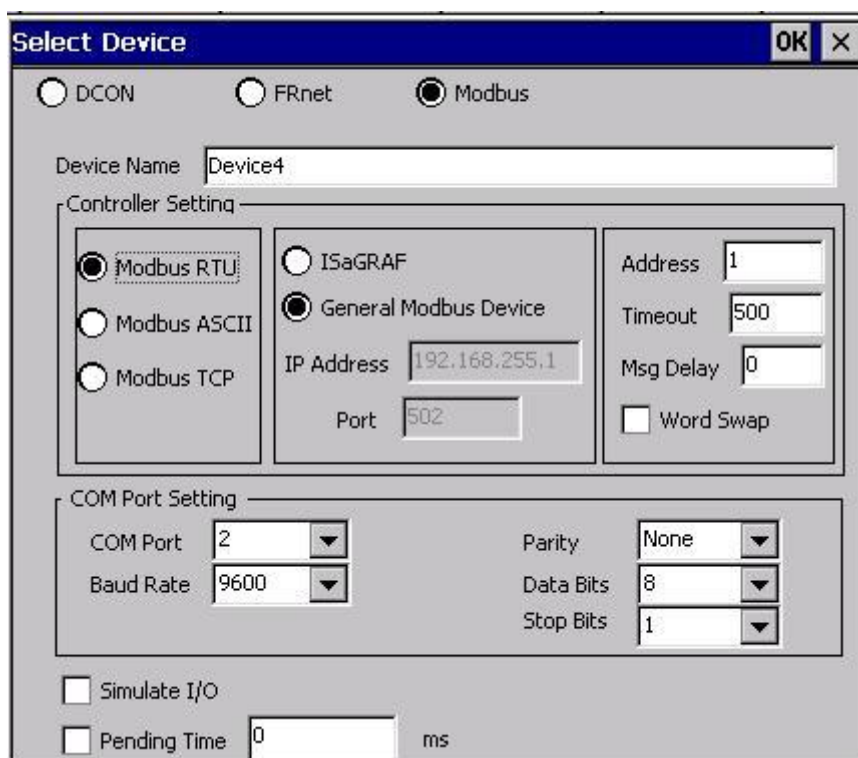 Select Device OK ×
DCON FRnet Modbus
Device Name Device4
Controller Setting
Modbus RTU
Modbus ASCII
Modbus TCP
ISaGRAF
General Modbus Device
IP Address 192.168.255.1
Port 502
Address 1
Timeout 500
Msg Delay 0
Word Swap
COM Port Setting
COM Port 2
Baud Rate 9600
Parity None
Data Bits 8
Stop Bits 1
Simulate I/O
Pending Time 0 ms